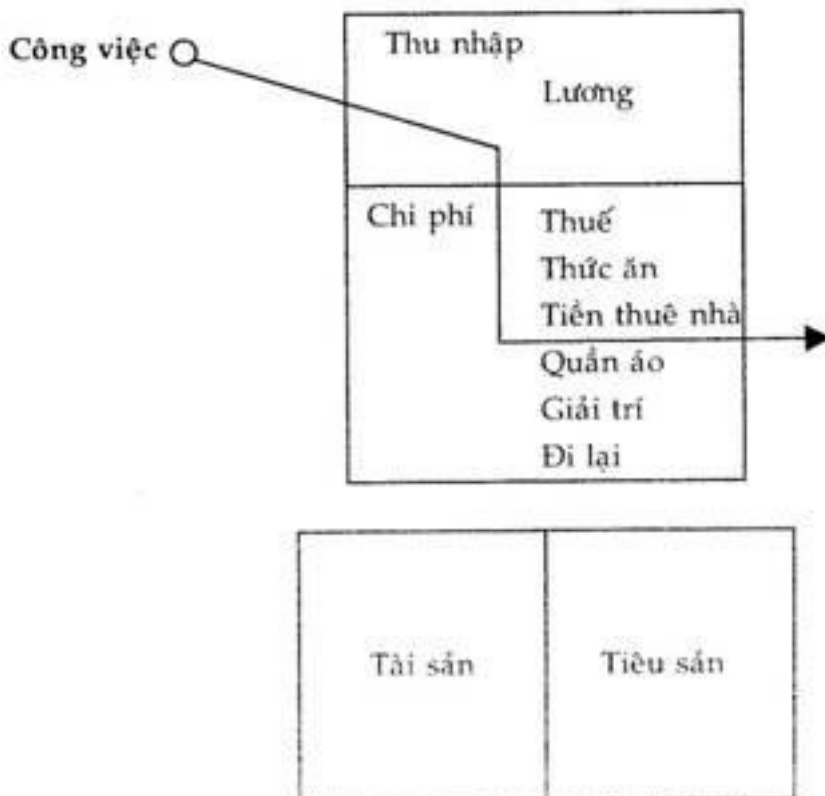 Công việc
Thu nhập
Lương
Chi phí
Thuế
Thức ăn
Tiền thuê nhà
Quần áo
Giải trí
Đi lại
Tài sản
Tiêu sản